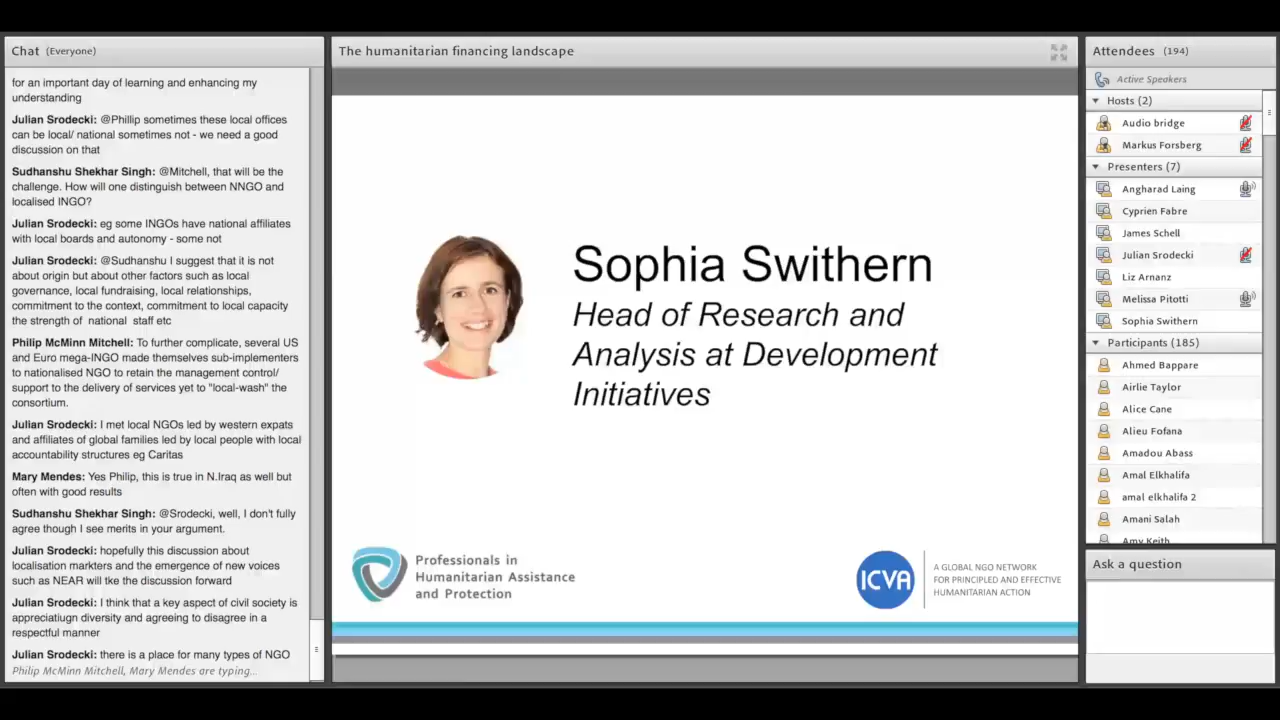 Chat (Everyone)
for an important day of learning and enhancing my
understanding
Julian Srodecki: @Phillip sometimes these local offices
can be local/ national sometimes not - we need a good
discussion on that
Sudhanshu Shekhar Singh: @Mitchell, that will be the
challenge. How will one distinguish between NNGO and
localised INGO?
Julian Srodecki: eg some INGOs have national affiliates
with local boards and autonomy - some not
Julian Srodecki: @Sudhanshu I suggest that it is not
about origin but about other factors such as local
governance, local fundraising, local relationships,
commitment to the context, commitment to local capacity
the strength of national staff etc
Philip McMinn Mitchell: To further complicate, several US
and Euro mega-INGO made themselves sub-implementers
to nationalised NGO to retain the management control/
support to the delivery of services yet to "local-wash" the
consortium.
Julian Srodecki: I met local NGOs led by western expats
and affiliates of global families led by local people with local
accountability structures eg Caritas
Mary Mendes: Yes Philip, this is true in N.Iraq as well but
often with good results
Sudhanshu Shekhar Singh: @Srodecki, well, I don't fully
agree though I see merits in your argument.
Julian Srodecki: hopefully this discussion about
localisation markters and the emergence of new voices
such as NEAR will tke the discussion forward
Julian Srodecki: I think that a key aspect of civil society is
appreciatiugn diversity and agreeing to disagree in a
respectful manner
Julian Srodecki: there is a place for many types of NGO
Philip McMinn Mitchell, Mary Mendes are typing...
The humanitarian financing landscape
Sophia Swithern
Head of Research and
Analysis at Development
Initiatives
Professionals in
Humanitarian Assistance
and Protection
ICVA
A GLOBAL NGO NETWORK
FOR PRINCIPLED AND EFFECTIVE
HUMANITARIAN ACTION
Attendees (194)
Active Speakers
Hosts (2)
Audio bridge
Markus Forsberg
Presenters (7)
Angharad Laing
Cyprien Fabre
James Schell
Julian Srodecki
Liz Arnanz
Melissa Pitotti
Sophia Swithern
Participants (185)
Ahmed Bappare
Airlie Taylor
Alice Cane
Alieu Fofana
Amadou Abass
Amal Elkhalifa
amal elkhalifa 2
Amani Salah
Amy Keith
Ask a question